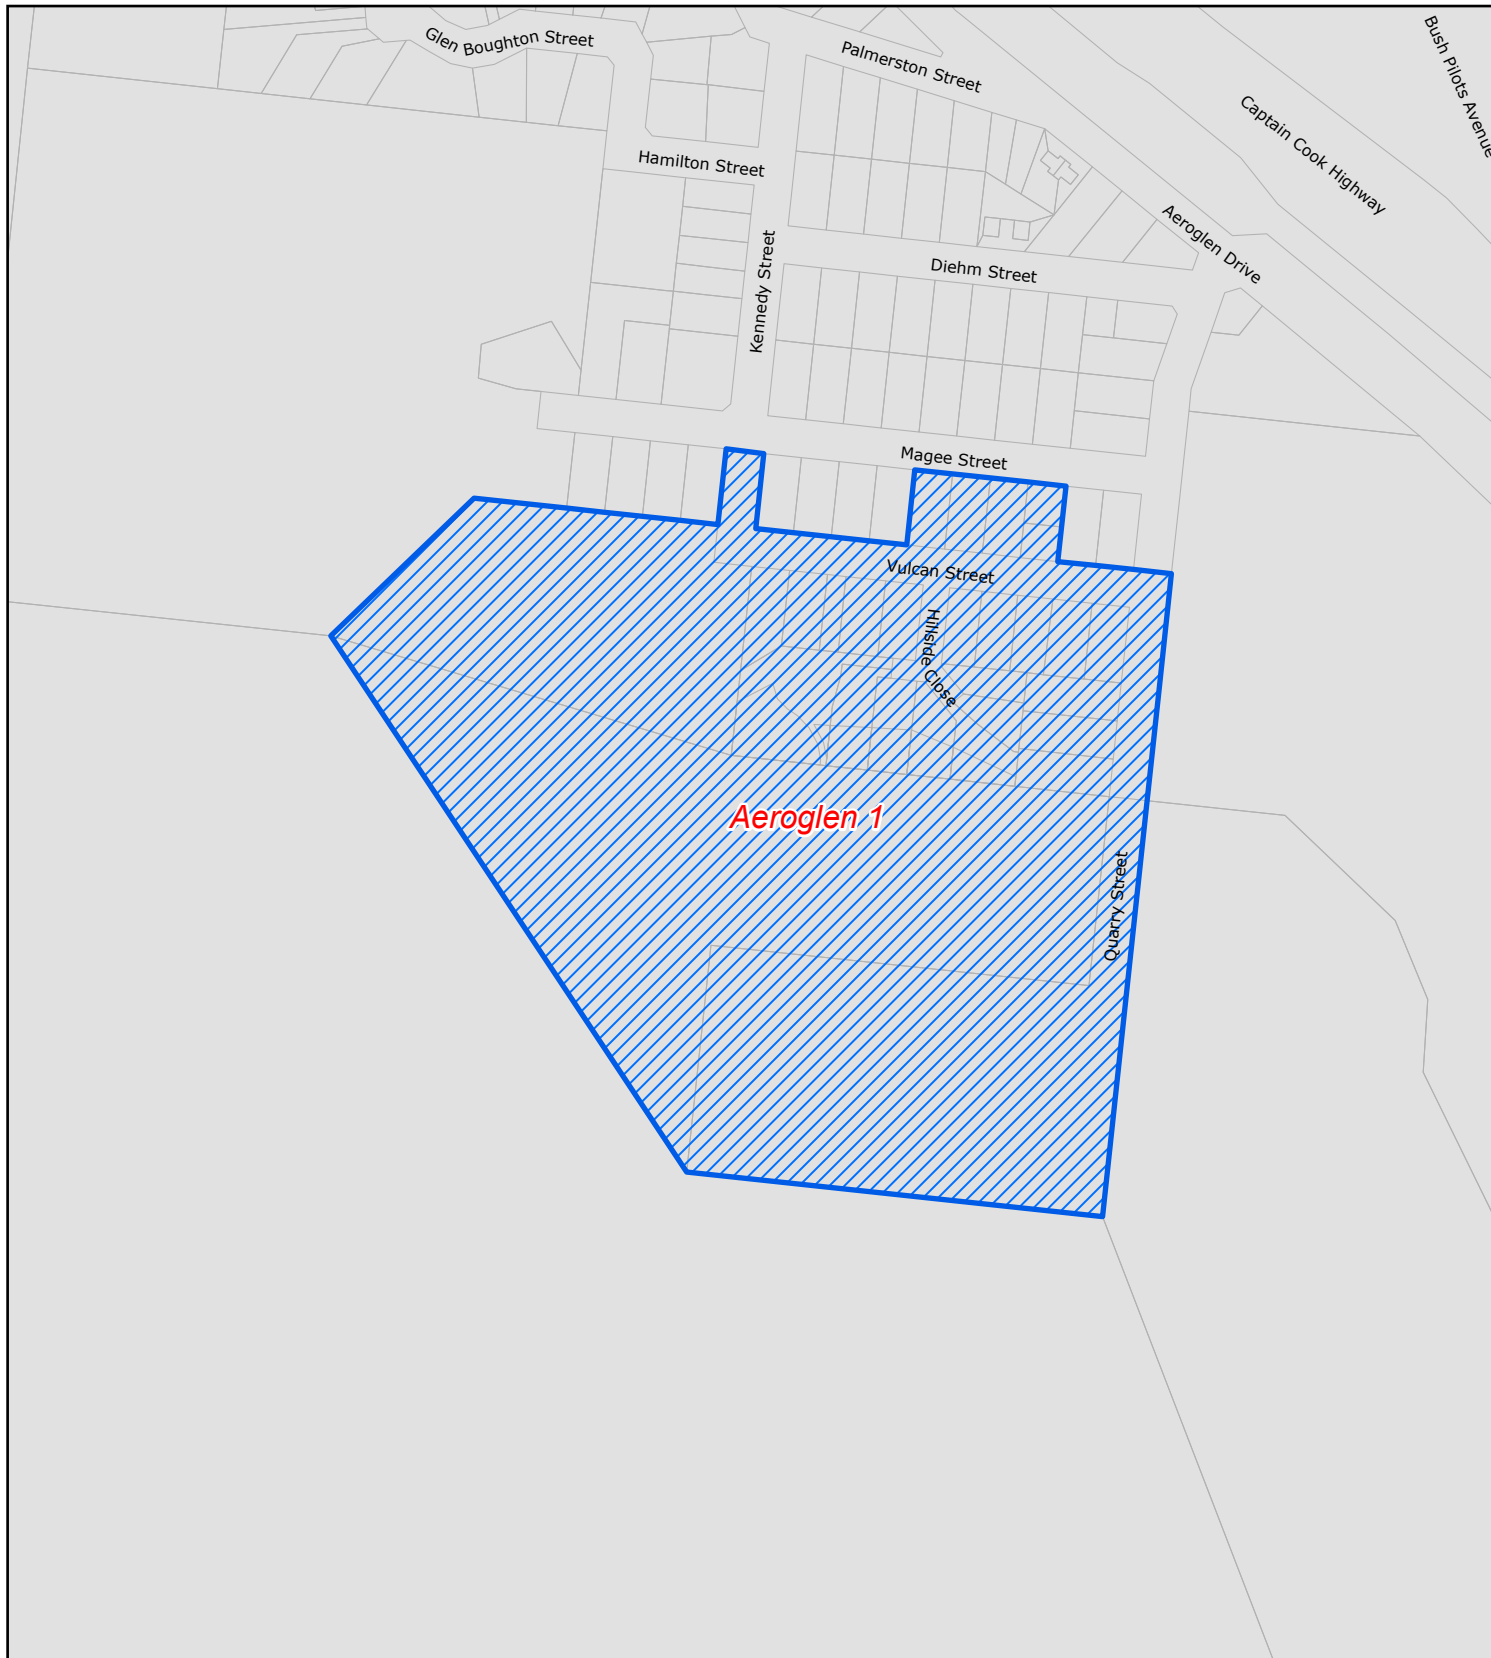 Glen Boughton Street
Palmerston Street
Bush Pilots Avenue
Captain Cook Highway
Hamilton Street
Aeroglen Drive
Diehm Street
Kennedy Street
Magee Street
Vulcan Street
Hillside Close
Aeroglen 1
Quarry Street